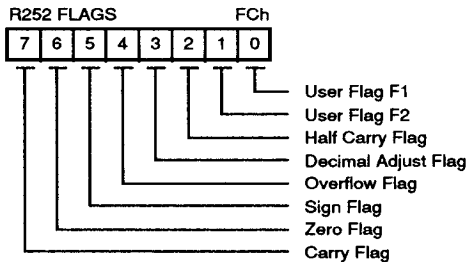 R252 FLAGS FCh
7 6 5 4 3 2 1 0
User Flag F1
User Flag F2
Half Carry Flag
Decimal Adjust Flag
Overflow Flag
Sign Flag
Zero Flag
Carry Flag